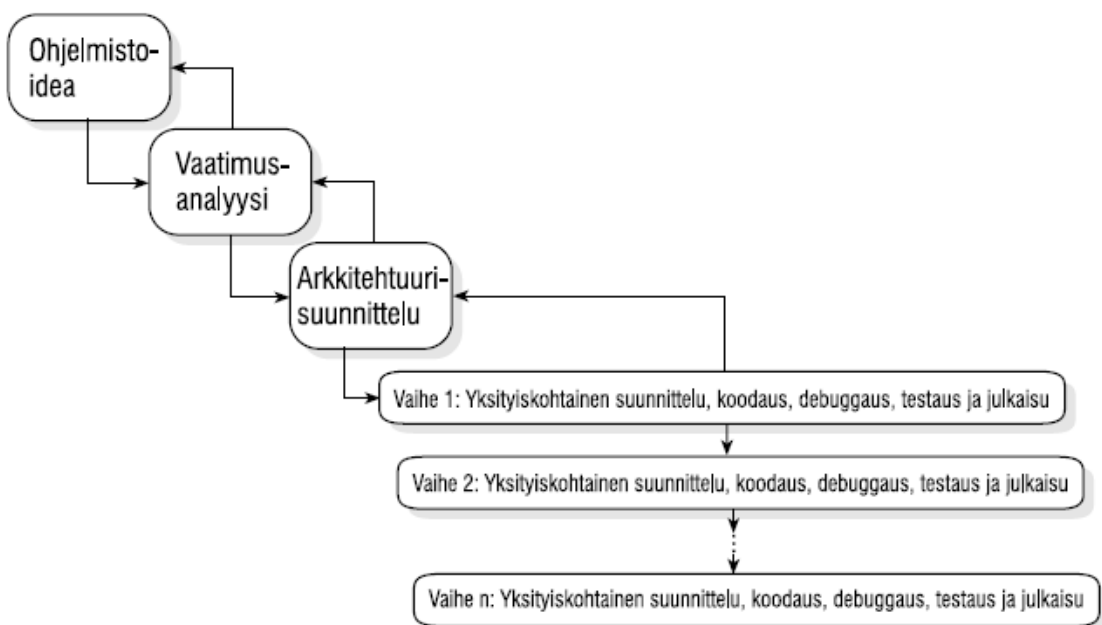 Ohjelmisto-
idea
Vaatimus-
analyysi
Arkkitehtuuri-
suunnittelu
Vaihe 1: Yksityiskohtainen suunnittelu, koodaus, debuggaus, testaus ja julkaisu
Vaihe 2: Yksityiskohtainen suunnittelu, koodaus, debuggaus, testaus ja julkaisu
Vaihe n: Yksityiskohtainen suunnittelu, koodaus, debuggaus, testaus ja julkaisu